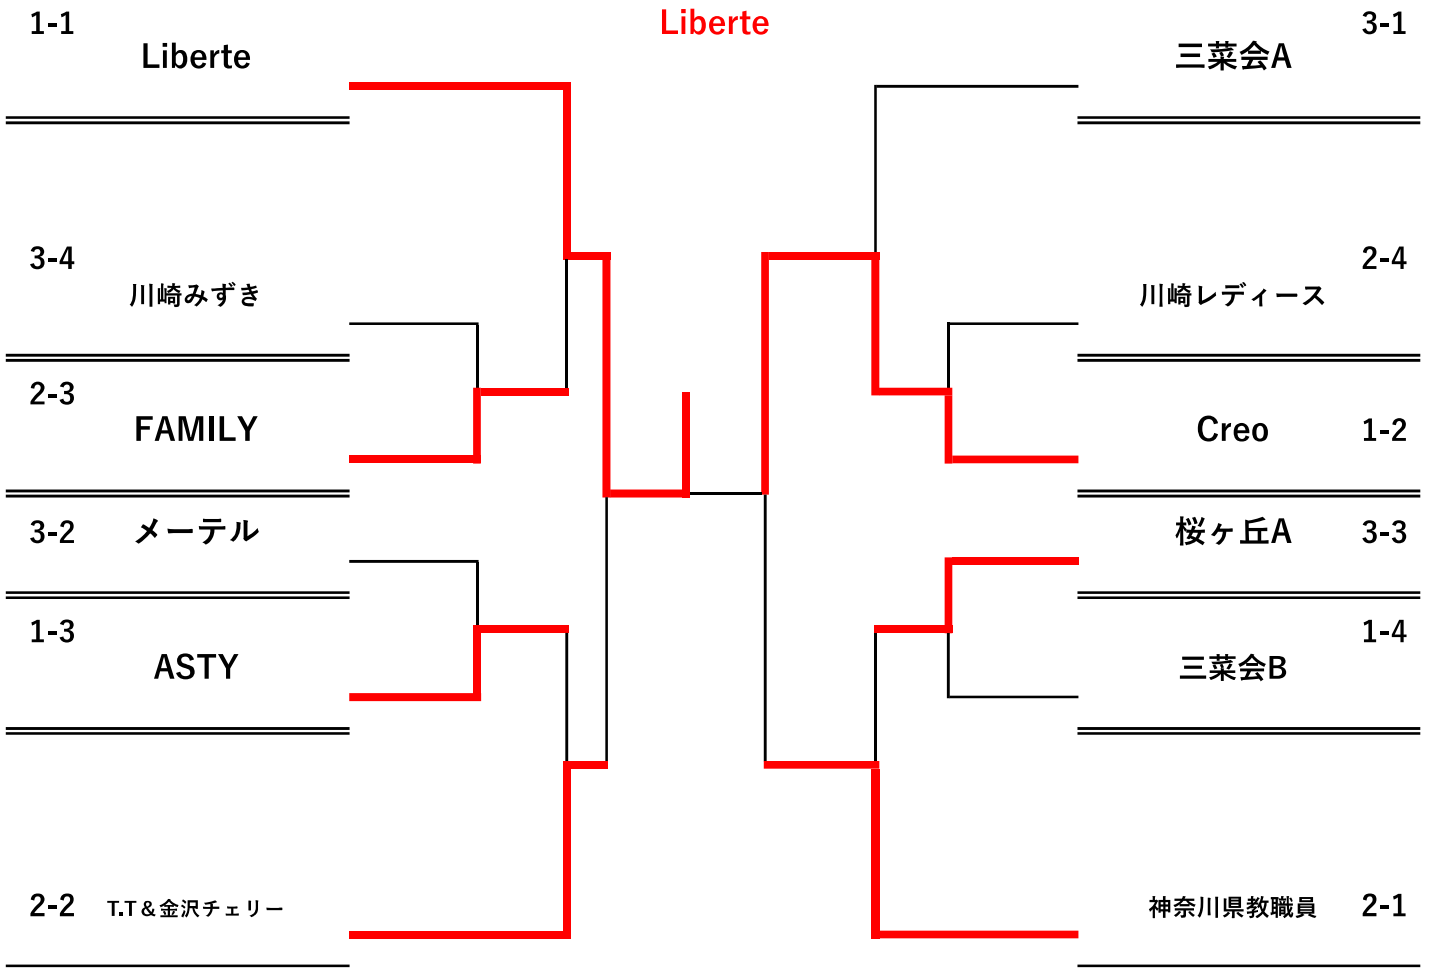 Liberte
1-1
Liberte
3-4
川崎みずき
2-3
FAMILY
3-2
メーテル
1-3
ASTY
2-2
T.T&金沢チェリー
3-1
三菜会A
2-4
川崎レディース
Creo
1-2
桜ヶ丘A
3-3
1-4
三菜会B
神奈川県教職員
2-1